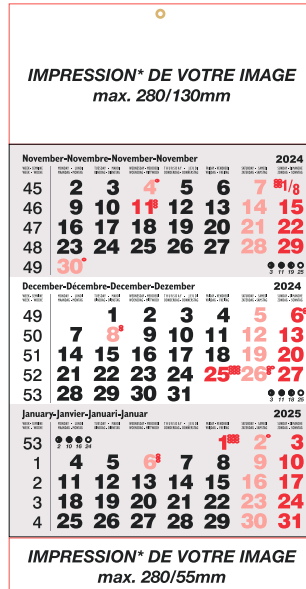 IMPRESSION* DE VOTRE IMAGE
max. 280/130mm
November-Novembre-November-November 2024
45 2 3 4 5 6 7 1/8
46 9 10 11 12 13 14 15
47 16 17 18 19 20 21 22
48 23 24 25 26 27 28 29
49 30
3 11 19 25
December-Décembre-December-Dezember 2024
49 1 2 3 4 5 6
50 7 8 9 10 11 12 13
51 14 15 16 17 18 19 20
52 21 22 23 24 25 26 27
53 28 29 30 31
3 11 18 25
January-Janvier-Januari-Januar 2025
53 2 10 16 24 1 2 3
1 4 5 6 7 8 9 10
2 11 12 13 14 15 16 17
3 18 19 20 21 22 23 24
4 25 26 27 28 29 30 31
IMPRESSION* DE VOTRE IMAGE
max. 280/55mm